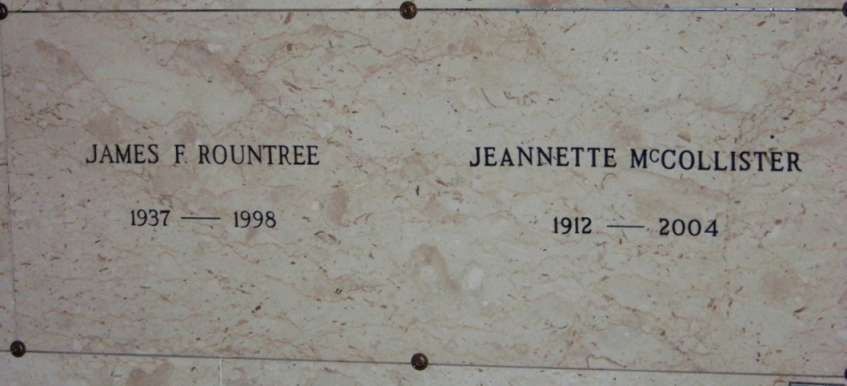 JAMES F. ROUNTREE
1937 — 1998
JEANNETTE McCOLLISTER
1912 — 2004